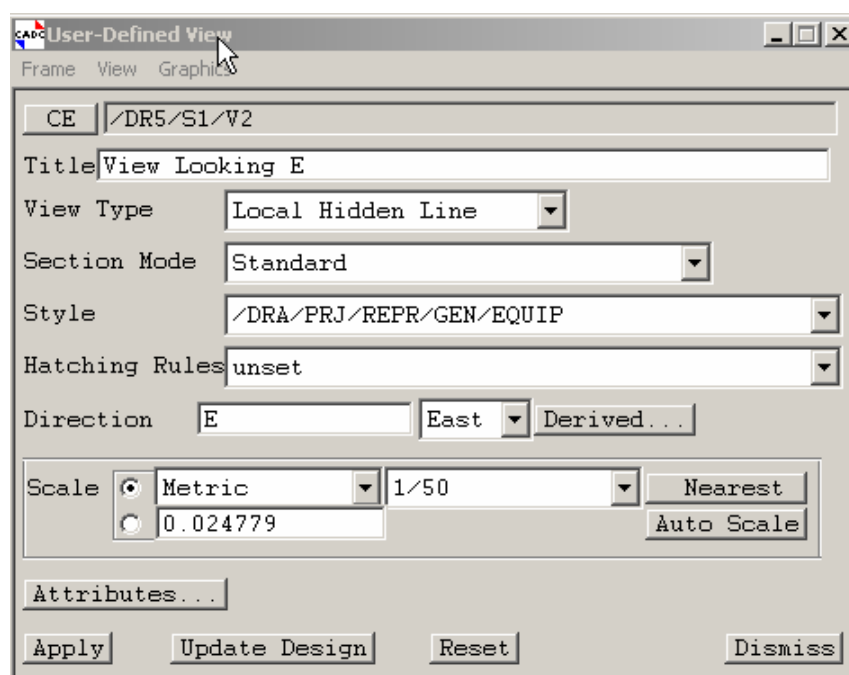 CADC User-Defined View
Frame View Graphics
CE /DR5/S1/V2
Title View Looking E
View Type Local Hidden Line
Section Mode Standard
Style /DRA/PRJ/REPR/GEN/EQUIP
Hatching Rules unset
Direction E East Derived...
Scale Metric 1/50 Nearest
0.024779 Auto Scale
Attributes...
Apply Update Design Reset Dismiss